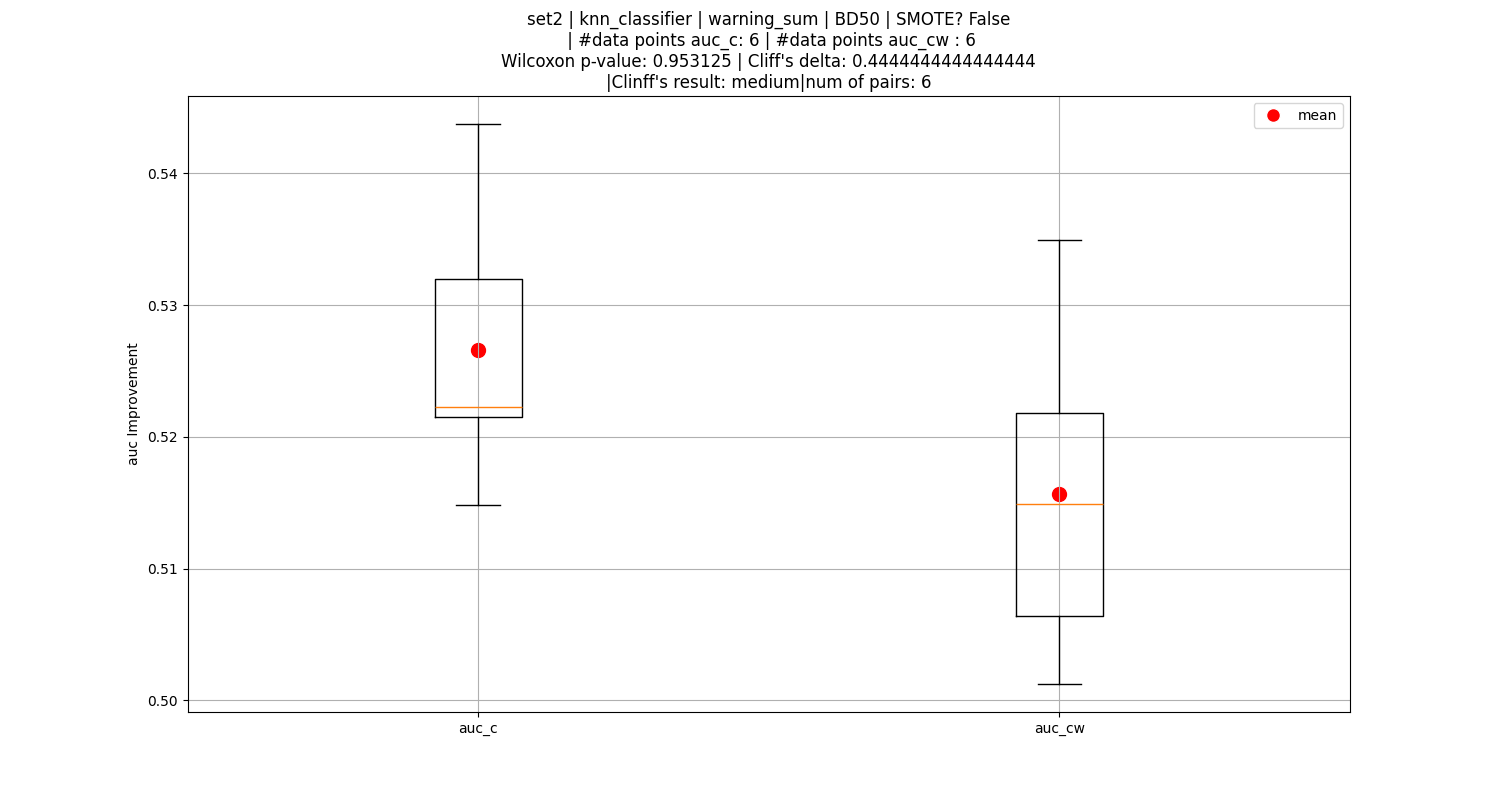 set2 | knn_classifier | warning_sum | BD50 | SMOTE? False
| #data points auc_c: 6 | #data points auc_cw : 6
Wilcoxon p-value: 0.953125 | Cliff's delta: 0.4444444444444444
|Clinff's result: medium|num of pairs: 6
mean
0.54
0.53
0.52
0.51
0.50
auc Improvement
auc_c
auc_cw